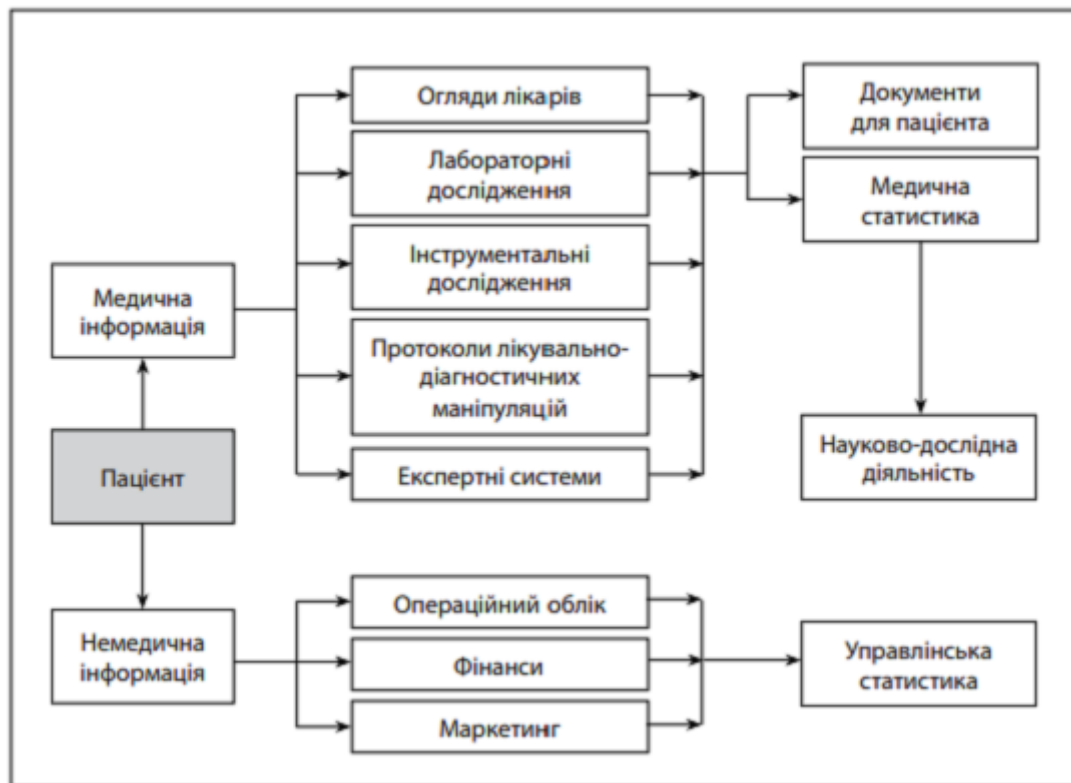 Огляди лікарів
Лабораторні
дослідження
Інструментальні
дослідження
Протоколи лікувально-
діагностичних
маніпуляцій
Експертні системи
Документи
для пацієнта
Медична
статистика
Науково-дослідна
діяльність
Медична
інформація
Пацієнт
Немедична
інформація
Операційний облік
Фінанси
Маркетинг
Управлінська
статистика